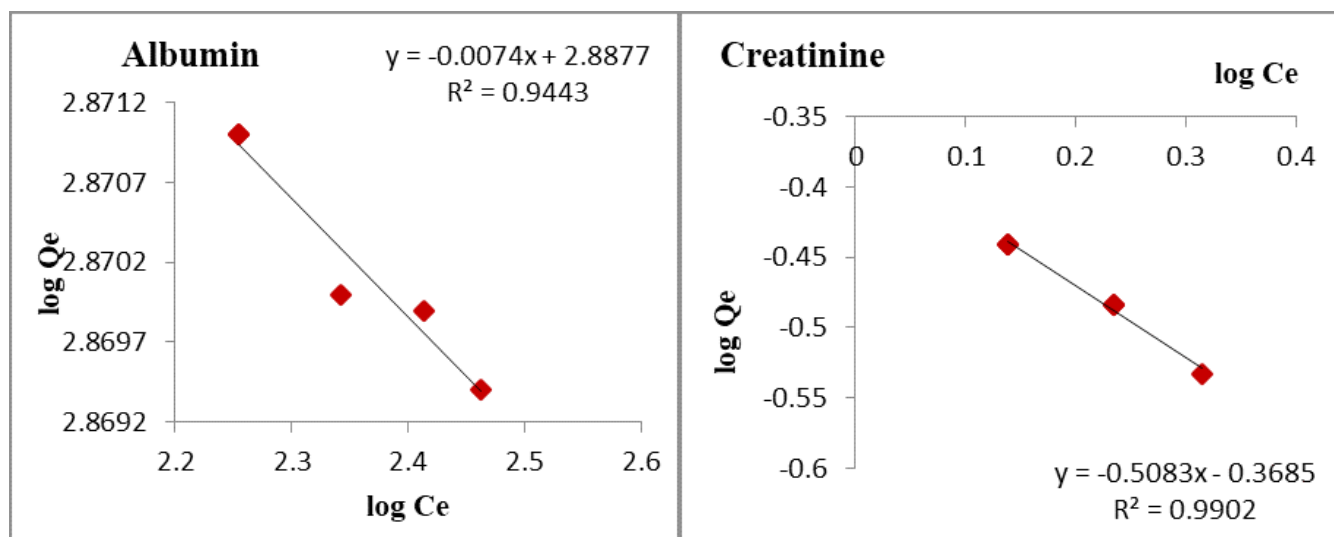 Albumin
y = -0.0074x + 2.8877
R² = 0.9443
2.8712
2.8707
2.8702
2.8697
2.8692
log Qe
2.2 2.3 2.4 2.5 2.6
log Ce
Creatinine
log Ce
-0.35
0 0.1 0.2 0.3 0.4
-0.4
-0.45
-0.5
-0.55
-0.6
log Qe
y = -0.5083x - 0.3685
R² = 0.9902